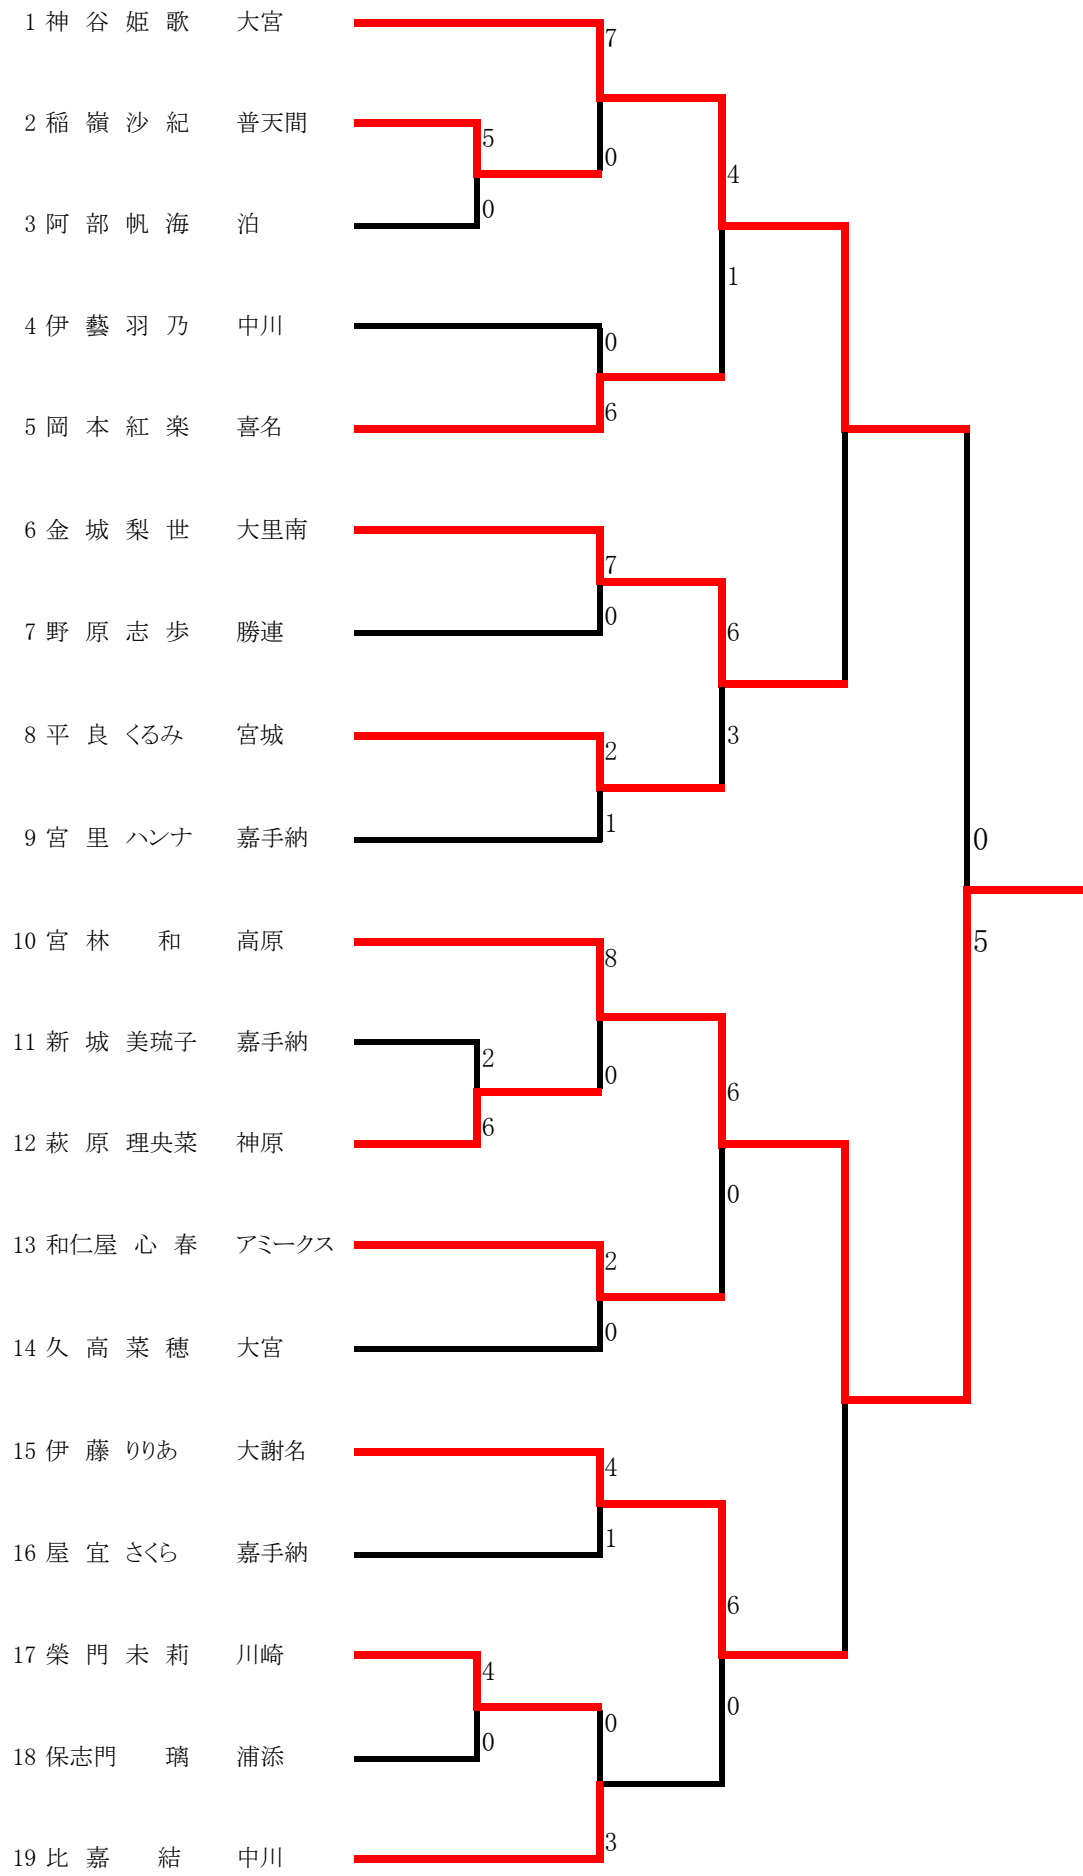 1 神 谷 姫 歌 大宮
7
2 稲 嶺 沙 紀 普天間
5
0
4
3 阿 部 帆 海 泊
0
1
4 伊 藝 羽 乃 中川
0
6
5 岡 本 紅 楽 喜名
6 金 城 梨 世 大里南
7
0
7 野 原 志 歩 勝連
6
8 平 良 くるみ 宮城
2
3
1
9 宮 里 ハンナ 嘉手納
0
10 宮 林 和 高原
8
5
11 新 城 美琉子 嘉手納
2
0
6
12 萩 原 理央菜 神原
6
0
13 和仁屋 心 春 アミークス
2
0
14 久 高 菜 穂 大宮
15 伊 藤 りりあ 大謝名
4
1
16 屋 宜 さくら 嘉手納
6
17 榮 門 未 莉 川崎
4
0
0
0
18 保志門 璃 浦添
3
19 比 嘉 結 中川